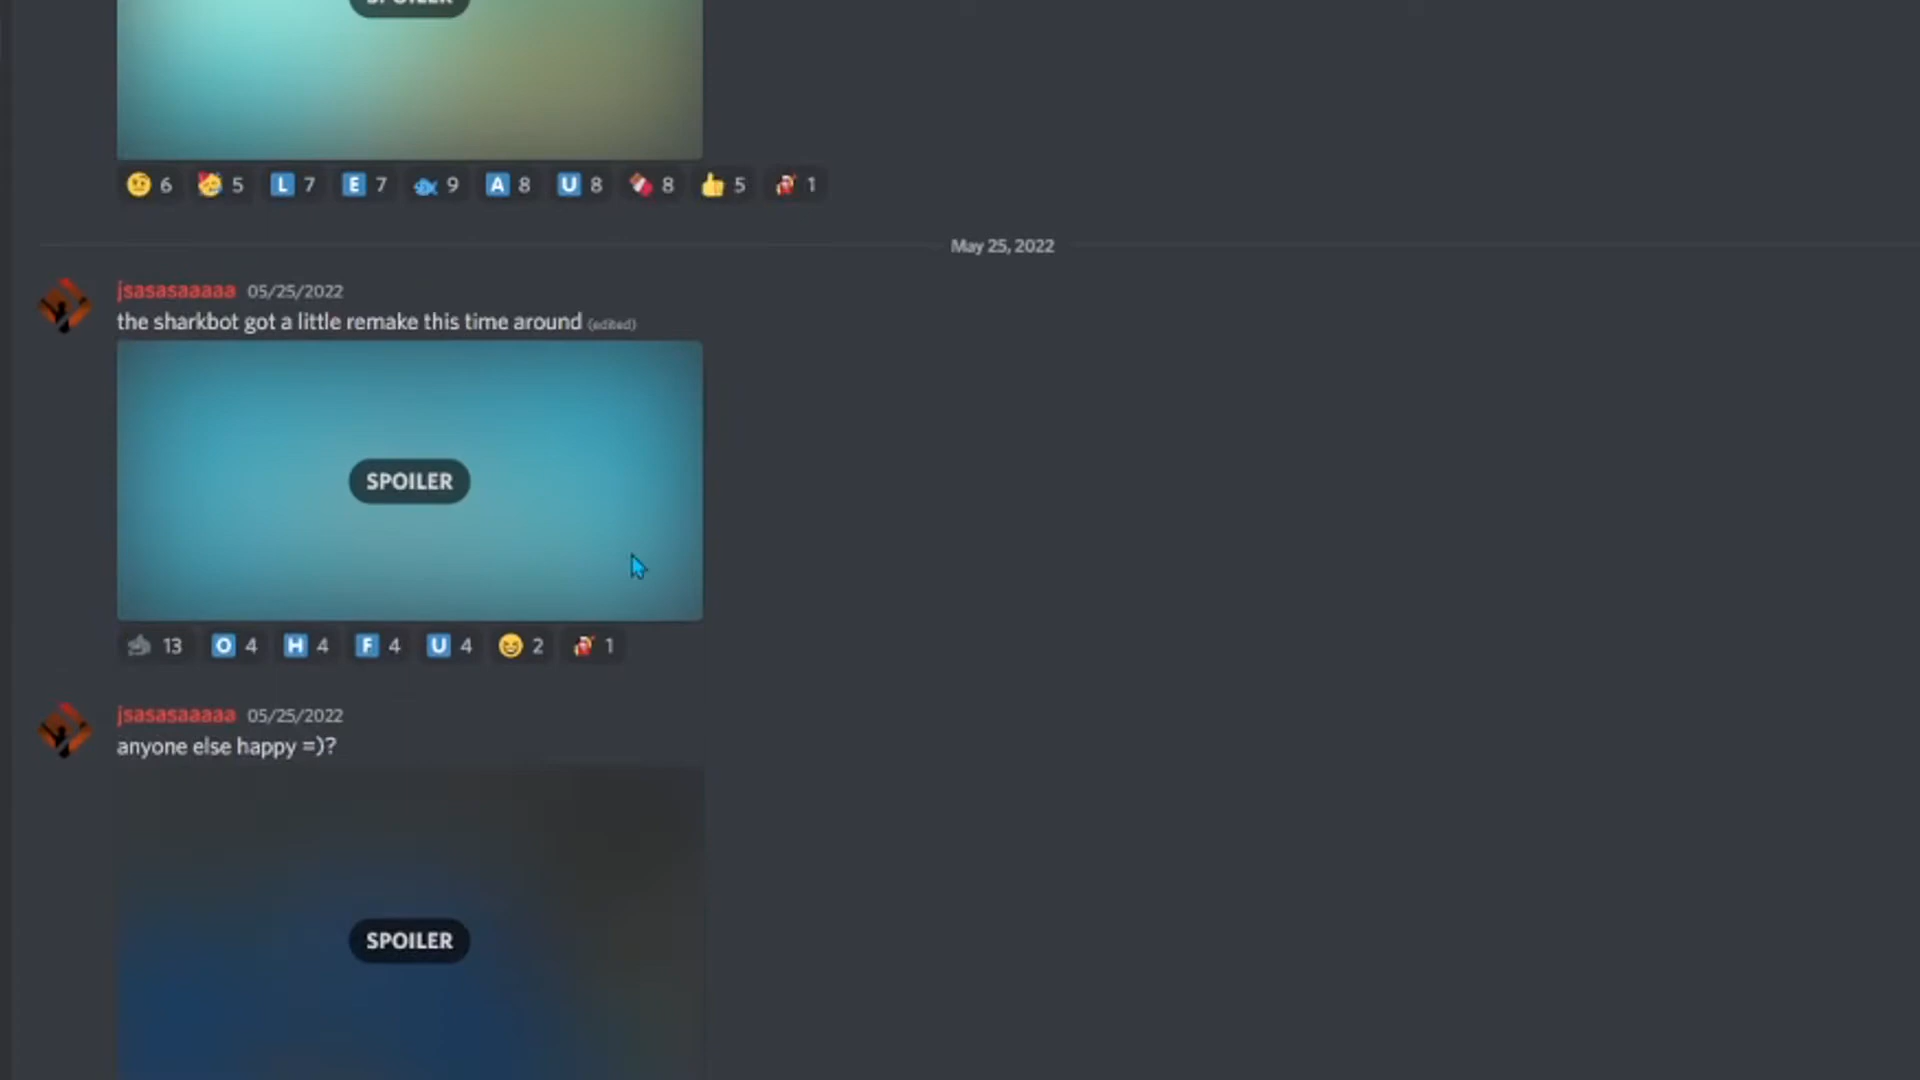 SPOILER
6 5 L 7 E 7 9 A 8 U 8 8 5 1
May 25, 2022
jsasasaaaaa 05/25/2022
the sharkbot got a little remake this time around (edited)
SPOILER
13 O 4 H 4 F 4 U 4 2 1
jsasasaaaaa 05/25/2022
anyone else happy =)?
SPOILER